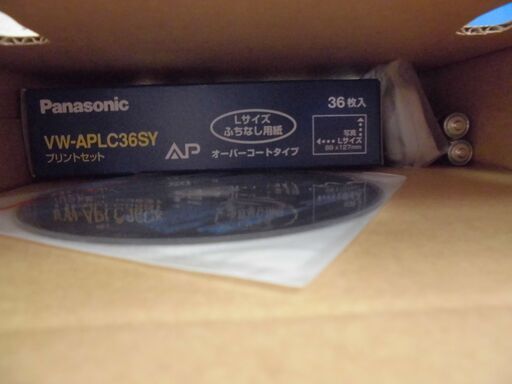 Panasonic
VW-APLC36SY
プリントセット
AP
Lサイズ
ふちなし用紙
オーバーコートタイプ
36枚入
写真
Lサイズ
89×127mm